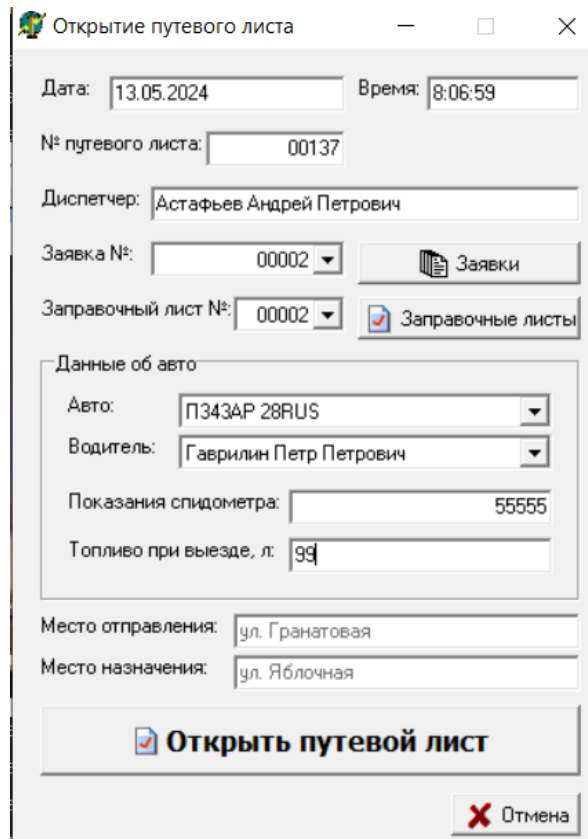 Открытие путевого листа
Дата: 13.05.2024 Время: 8:06:59
№ путевого листа: 00137
Диспетчер: Астафьев Андрей Петрович
Заявка №: 00002 Заявки
Заправочный лист №: 00002 Заправочные листы
Данные об авто
Авто: П343АР 28RUS
Водитель: Гаврилин Петр Петрович
Показания спидометра: 55555
Топливо при выезде, л: 99
Место отправления: ул. Гранатовая
Место назначения: ул. Яблочная
Открыть путевой лист
Отмена